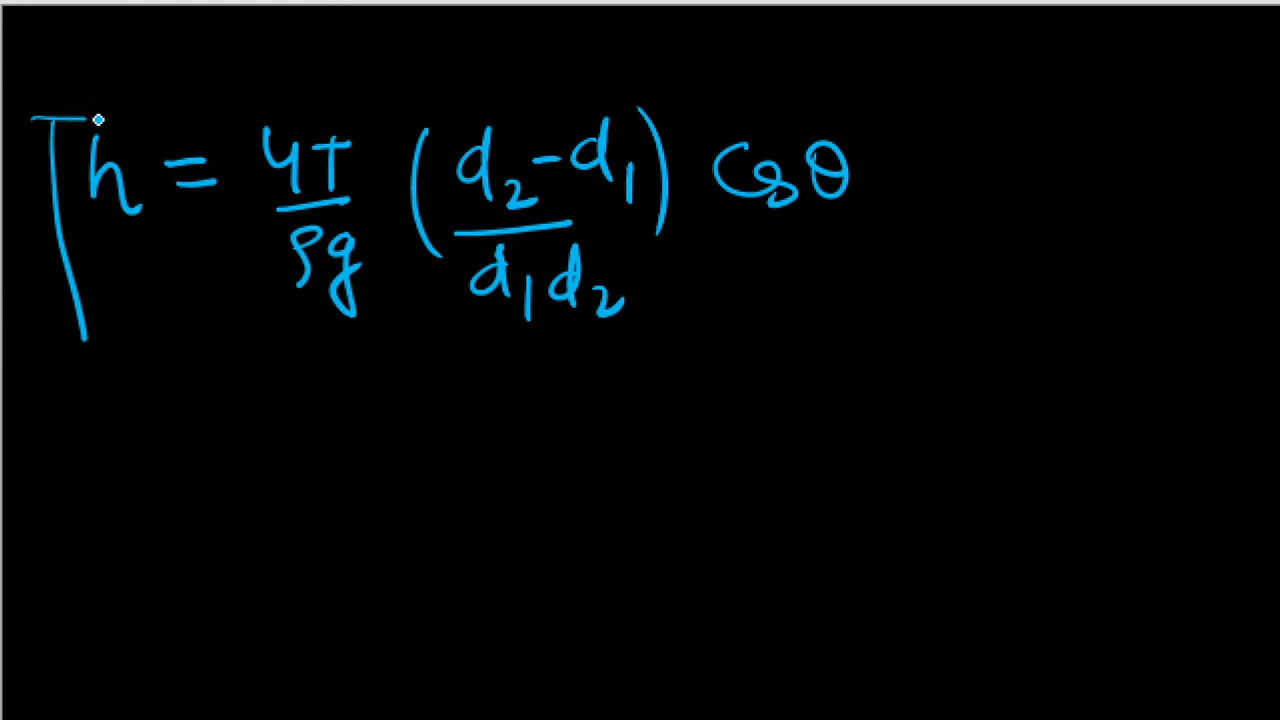 h = 4T/ρg ( d₂-d₁ / d₁d₂ ) cosθ